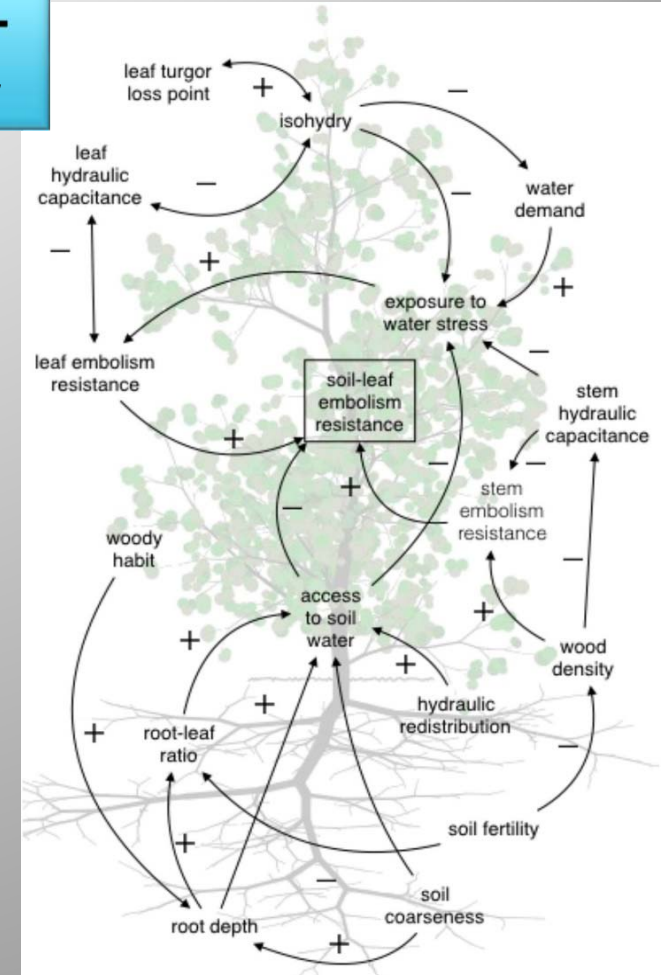 leaf turgor
loss point
+
isohydry
−
leaf
hydraulic
capacitance
−
−
water
demand
−
+
+
exposure to
water stress
−
leaf embolism
resistance
soil-leaf
embolism
resistance
stem
hydraulic
capacitance
+
−
−
+
stem
embolism
resistance
−
woody
habit
−
access
to soil
water
+
+
wood
density
+
hydraulic
redistribution
+
+
root-leaf
ratio
−
soil fertility
+
−
soil
coarseness
root depth
+